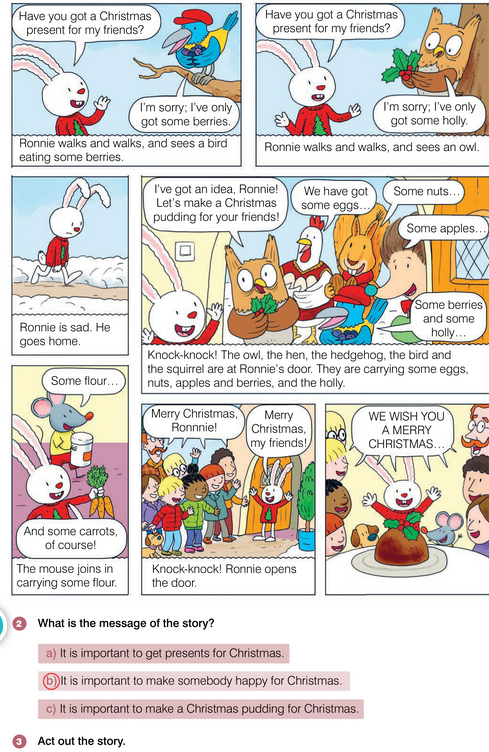 Have you got a Christmas
present for my friends?
I'm sorry; I've only
got some berries.
Ronnie walks and walks, and sees a bird
eating some berries.
Have you got a Christmas
present for my friends?
I'm sorry; I've only
got some holly.
Ronnie walks and walks, and sees an owl.
Ronnie is sad. He
goes home.
I've got an idea, Ronnie!
Let's make a Christmas
pudding for your friends!
We have got
some eggs...
Some nuts...
Some apples...
Some berries
and some
holly...
Knock-knock! The owl, the hen, the hedgehog, the bird and
the squirrel are at Ronnie's door. They are carrying some eggs,
nuts, apples and berries, and the holly.
Some flour...
And some carrots,
of course!
The mouse joins in
carrying some flour.
Merry Christmas,
Ronnnie!
Merry
Christmas,
my friends!
Knock-knock! Ronnie opens
the door.
WE WISH YOU
A MERRY
CHRISTMAS...
2 What is the message of the story?
a) It is important to get presents for Christmas.
b) It is important to make somebody happy for Christmas.
c) It is important to make a Christmas pudding for Christmas.
3 Act out the story.